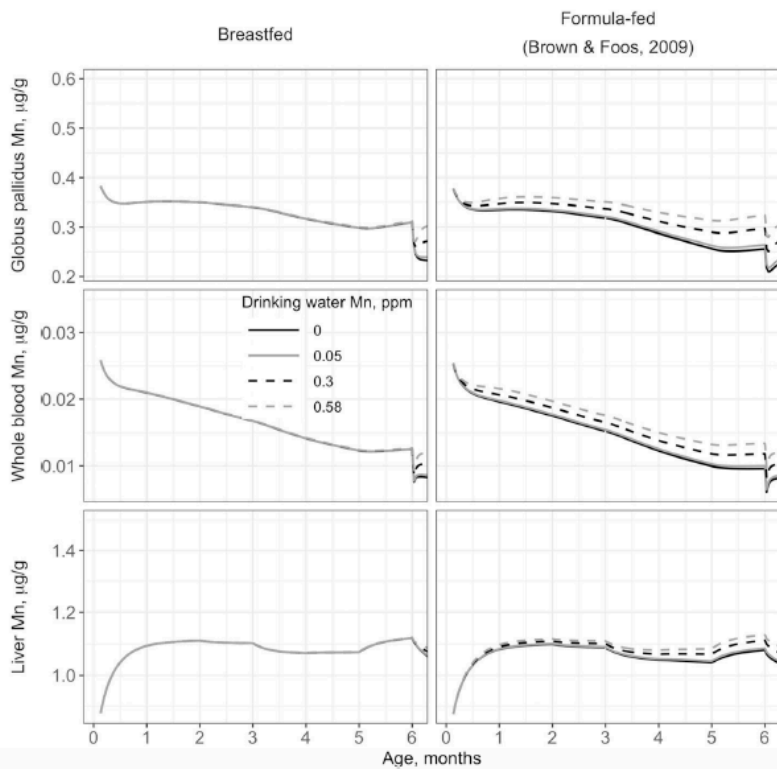 Breastfed
Formula-fed
(Brown & Foos, 2009)
Globus pallidus Mn, µg/g
0.6
0.5
0.4
0.3
0.2
Whole blood Mn, µg/g
0.03
0.02
0.01
Drinking water Mn, ppm
0
0.05
0.3
0.58
Liver Mn, µg/g
1.4
1.2
1.0
0 1 2 3 4 5 6 0 1 2 3 4 5 6
Age, months